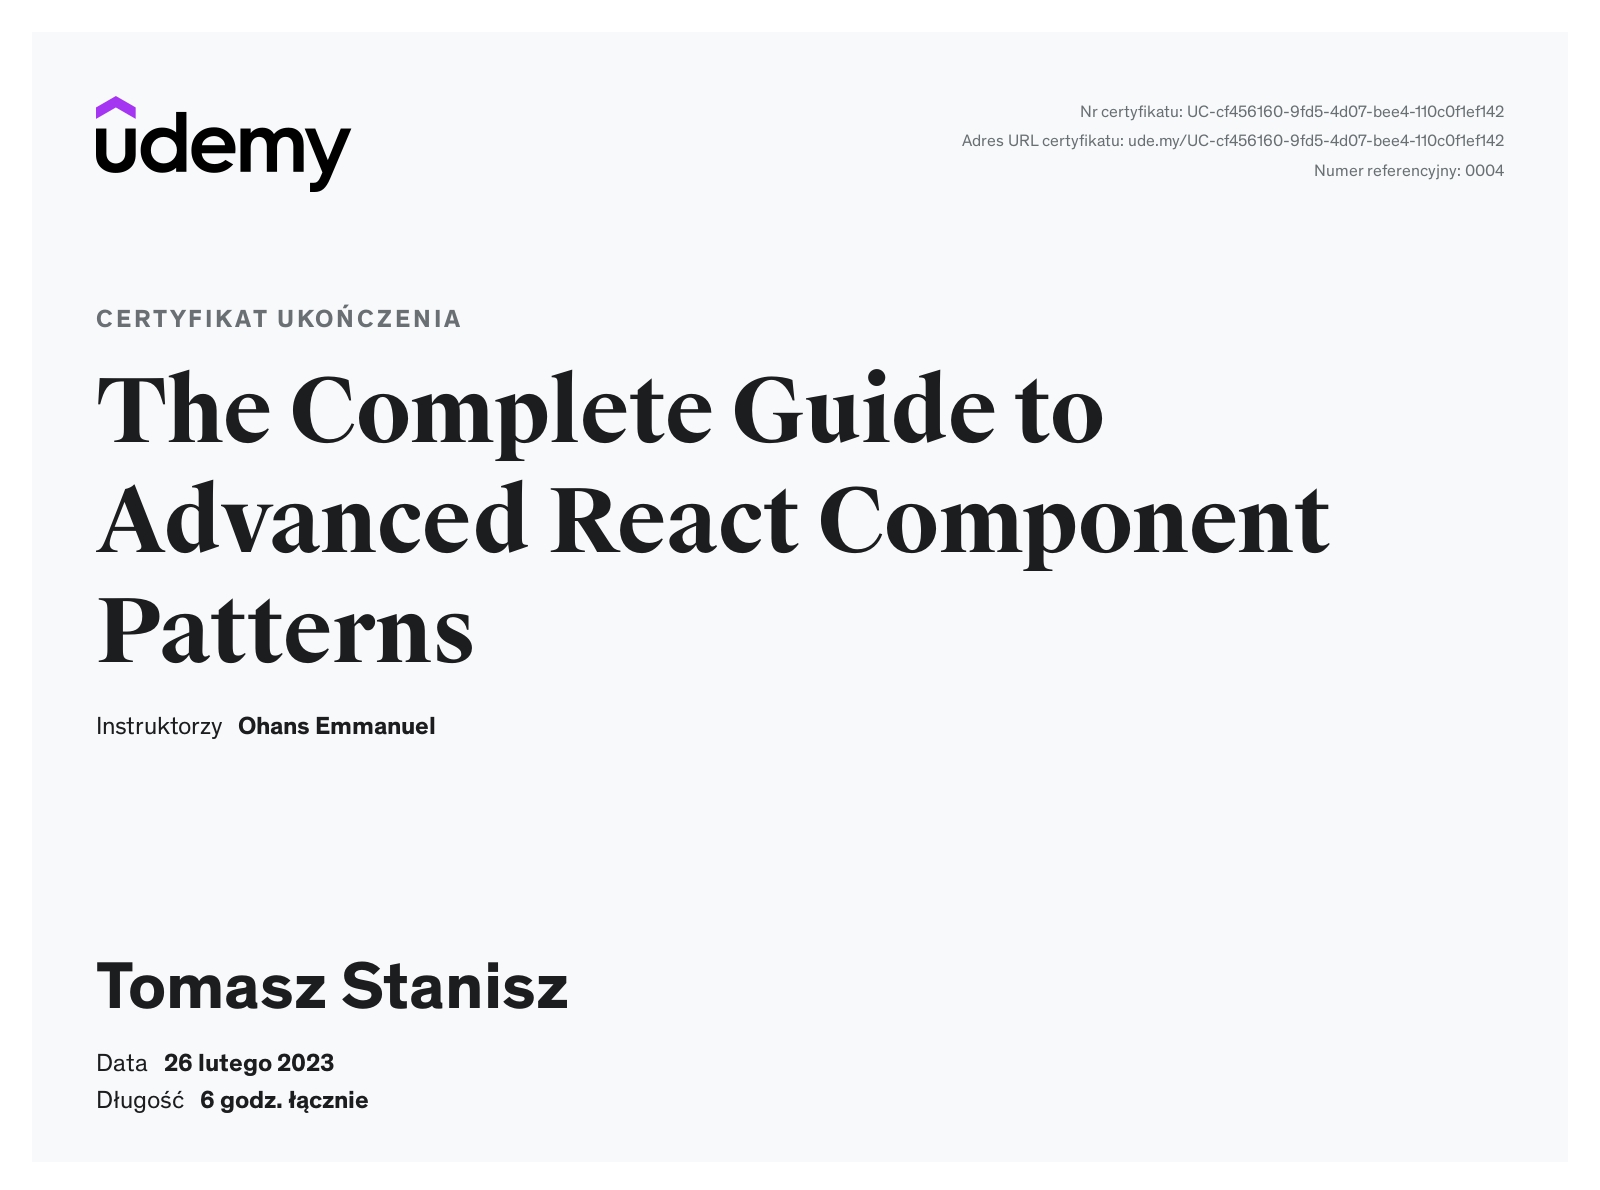 udemy
Nr certyfikatu: UC-cf456160-9fd5-4d07-bee4-110c0f1ef142
Adres URL certyfikatu: ude.my/UC-cf456160-9fd5-4d07-bee4-110c0f1ef142
Numer referencyjny: 0004
CERTYFIKAT UKOŃCZENIA
The Complete Guide to
Advanced React Component
Patterns
Instruktorzy Ohans Emmanuel
Tomasz Stanisz
Data 26 lutego 2023
Długość 6 godz. łącznie